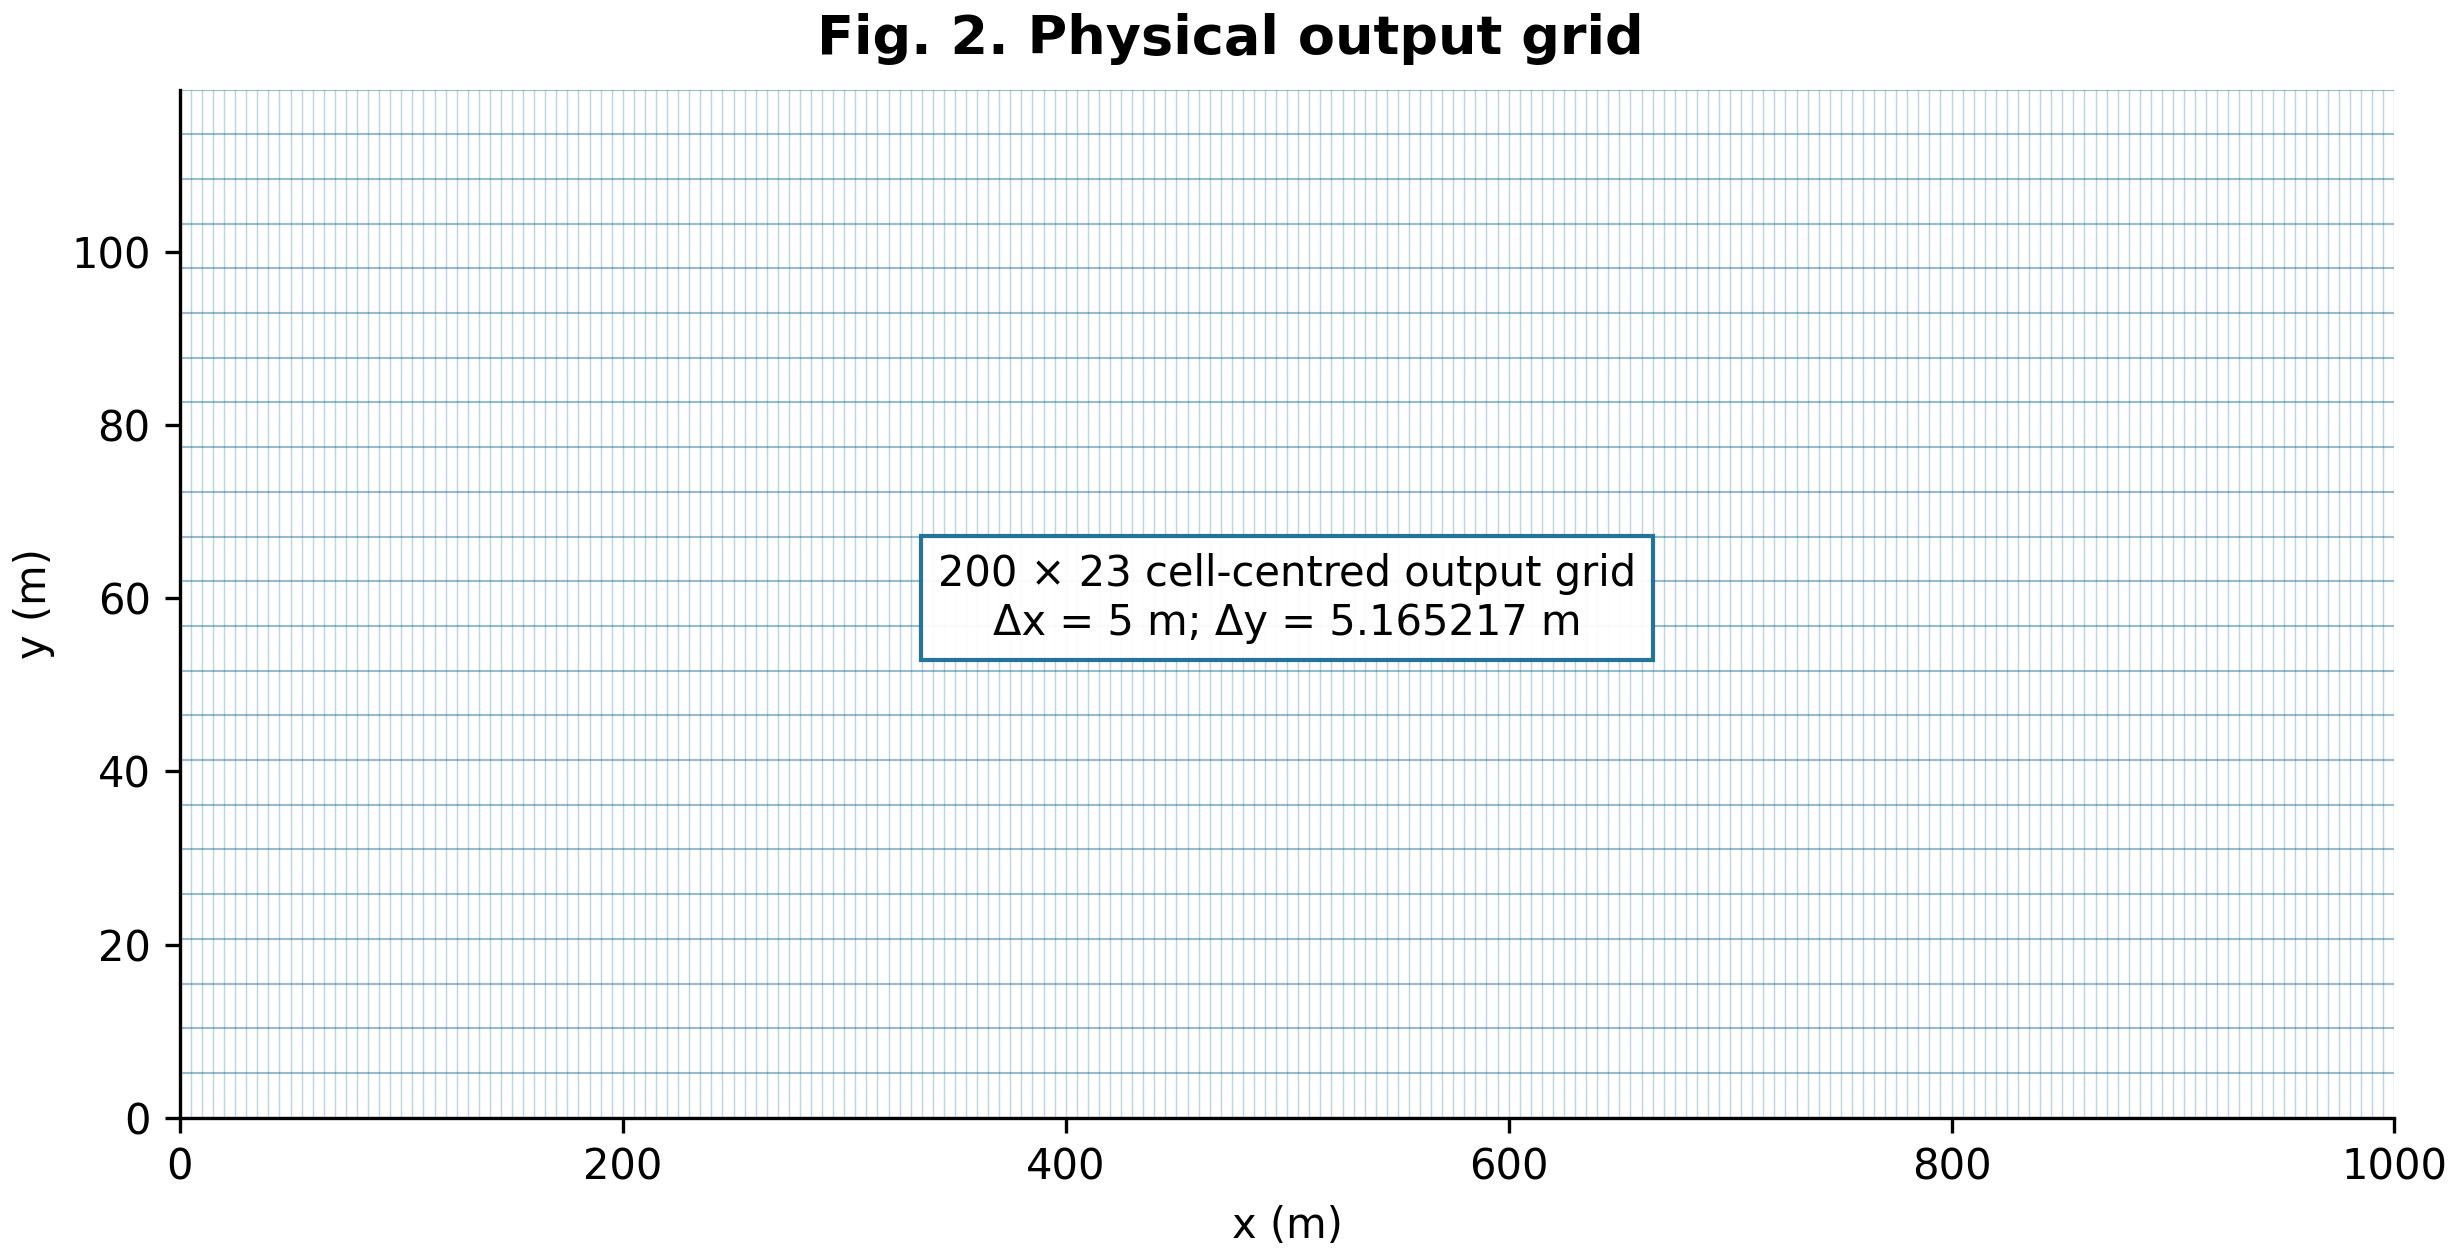 Fig. 2. Physical output grid
100
80
60
40
20
0
y (m)
200 × 23 cell-centred output grid
Δx = 5 m; Δy = 5.165217 m
0 200 400 600 800 1000
x (m)